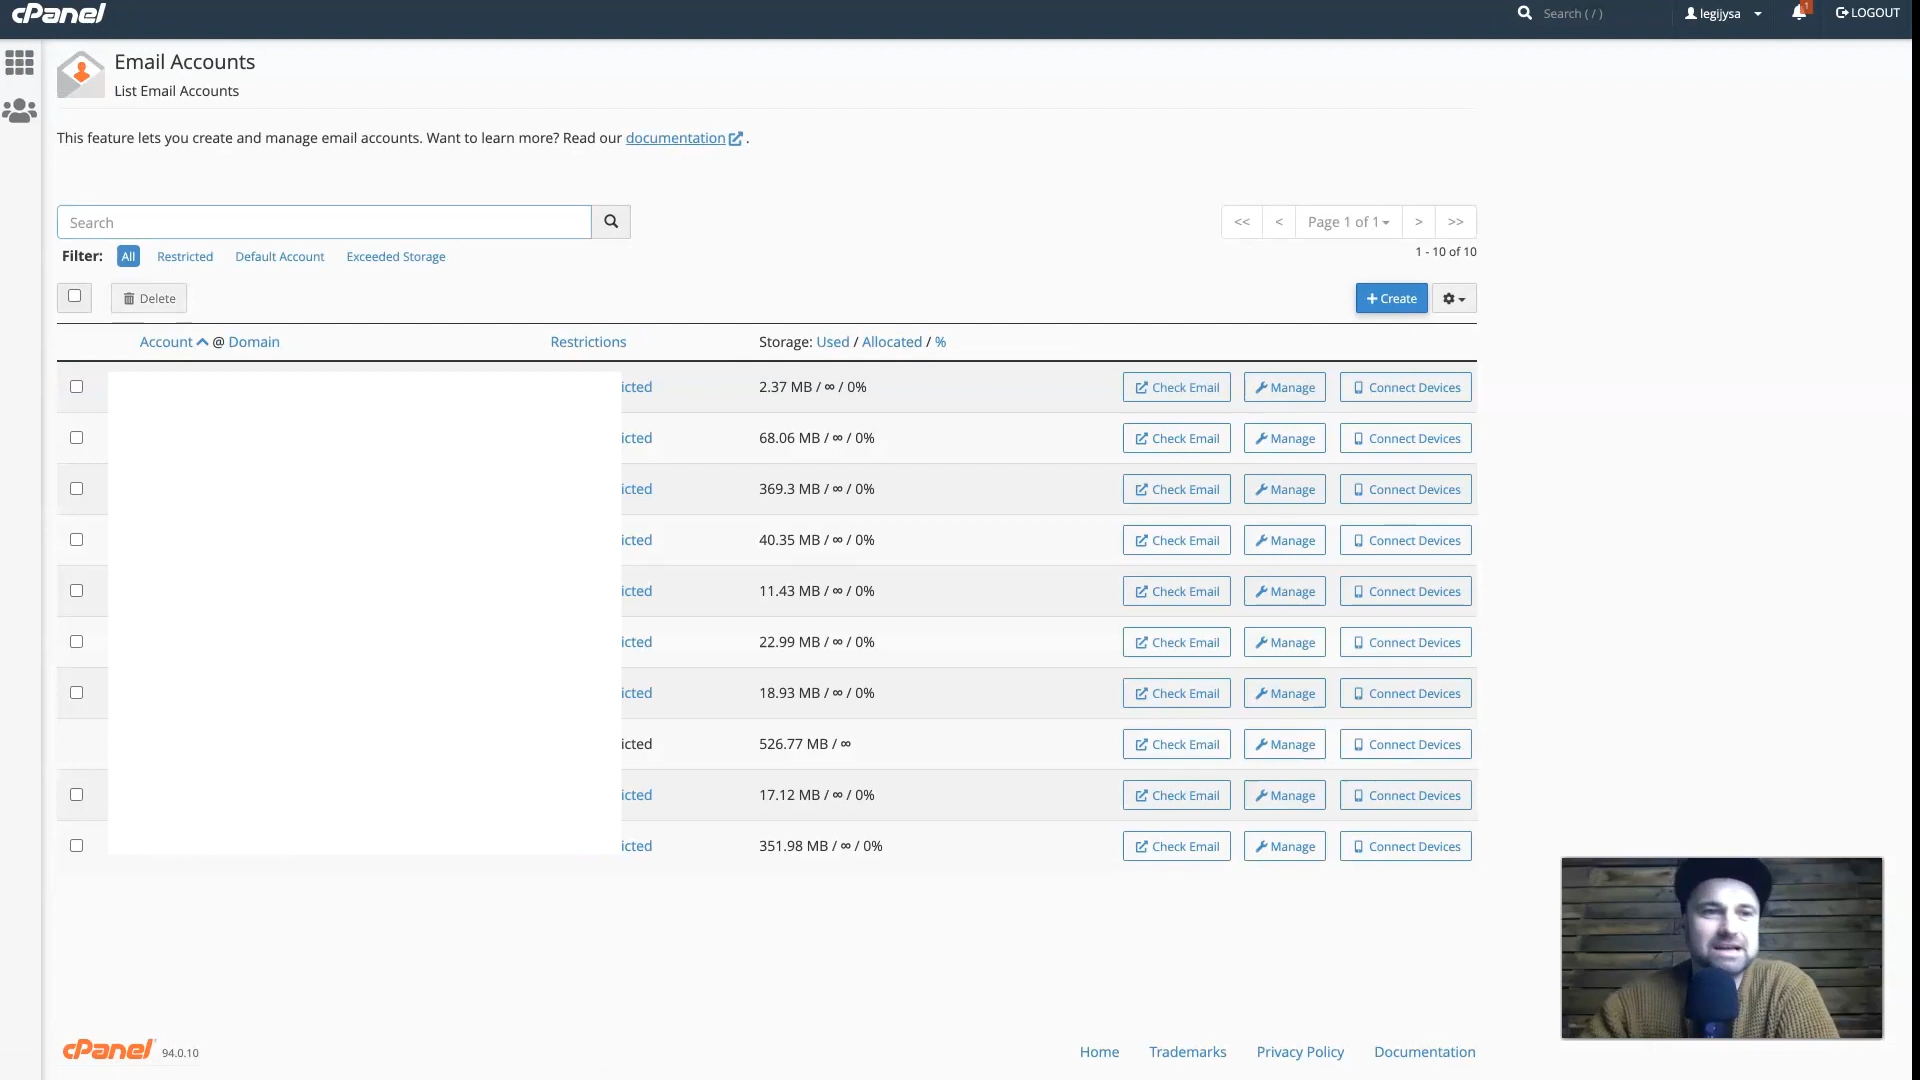 cPanel
Search ( / )
legijysa
1
LOGOUT
Email Accounts
List Email Accounts
This feature lets you create and manage email accounts. Want to learn more? Read our documentation .
Search
<< < Page 1 of 1 > >>
Filter: All Restricted Default Account Exceeded Storage
1 - 10 of 10
Delete
+ Create
Account @ Domain Restrictions Storage: Used / Allocated / %
icted 2.37 MB / ∞ / 0% Check Email Manage Connect Devices
icted 68.06 MB / ∞ / 0% Check Email Manage Connect Devices
icted 369.3 MB / ∞ / 0% Check Email Manage Connect Devices
icted 40.35 MB / ∞ / 0% Check Email Manage Connect Devices
icted 11.43 MB / ∞ / 0% Check Email Manage Connect Devices
icted 22.99 MB / ∞ / 0% Check Email Manage Connect Devices
icted 18.93 MB / ∞ / 0% Check Email Manage Connect Devices
icted 526.77 MB / ∞ Check Email Manage Connect Devices
icted 17.12 MB / ∞ / 0% Check Email Manage Connect Devices
icted 351.98 MB / ∞ / 0% Check Email Manage Connect Devices
cPanel 94.0.10
Home Trademarks Privacy Policy Documentation